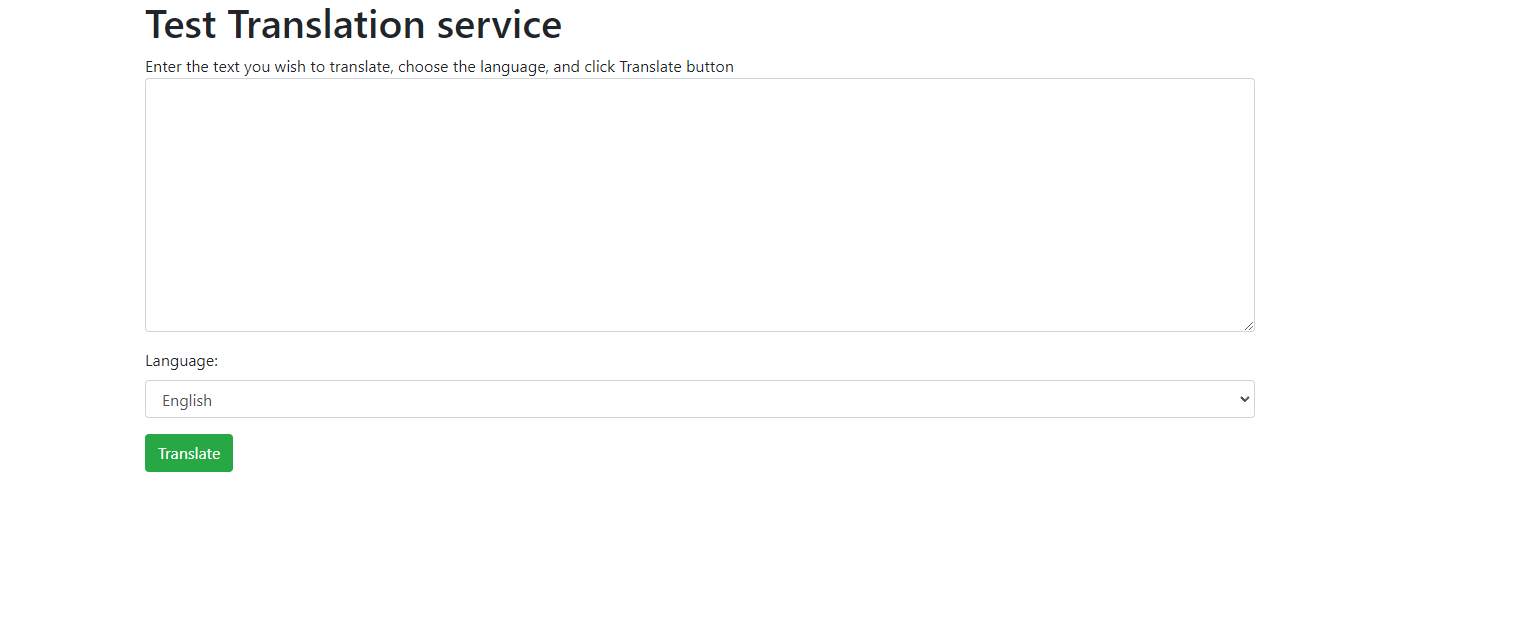 Test Translation service
Enter the text you wish to translate, choose the language, and click Translate button
Language:
English
Translate